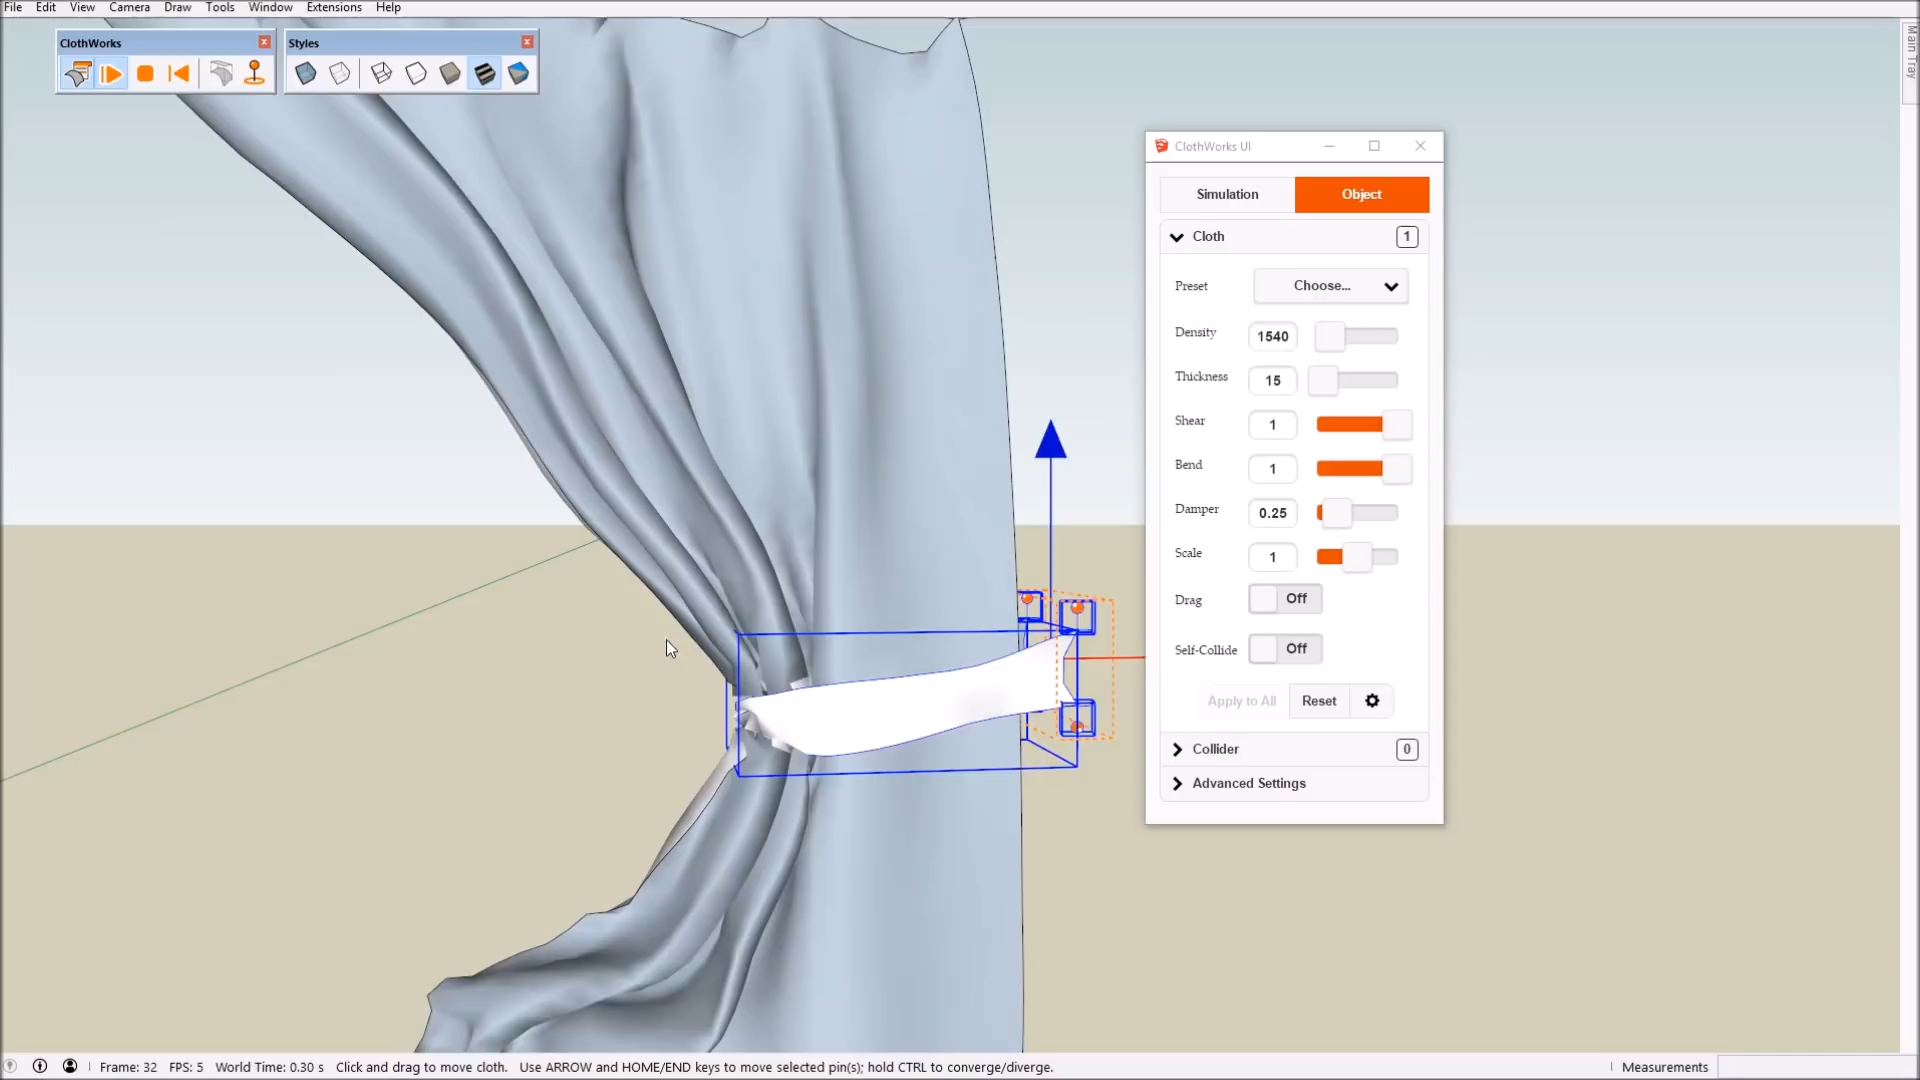 File Edit View Camera Draw Tools Window Extensions Help
ClothWorks
Styles
Main Tray
ClothWorks UI
Simulation Object
Cloth 1
Preset Choose...
Density 1540
Thickness 15
Shear 1
Bend 1
Damper 0.25
Scale 1
Drag Off
Self-Collide Off
Apply to All Reset
Collider 0
Advanced Settings
Frame: 32 FPS: 5 World Time: 0.30 s Click and drag to move cloth. Use ARROW and HOME/END keys to move selected pin(s); hold CTRL to converge/diverge. Measurements